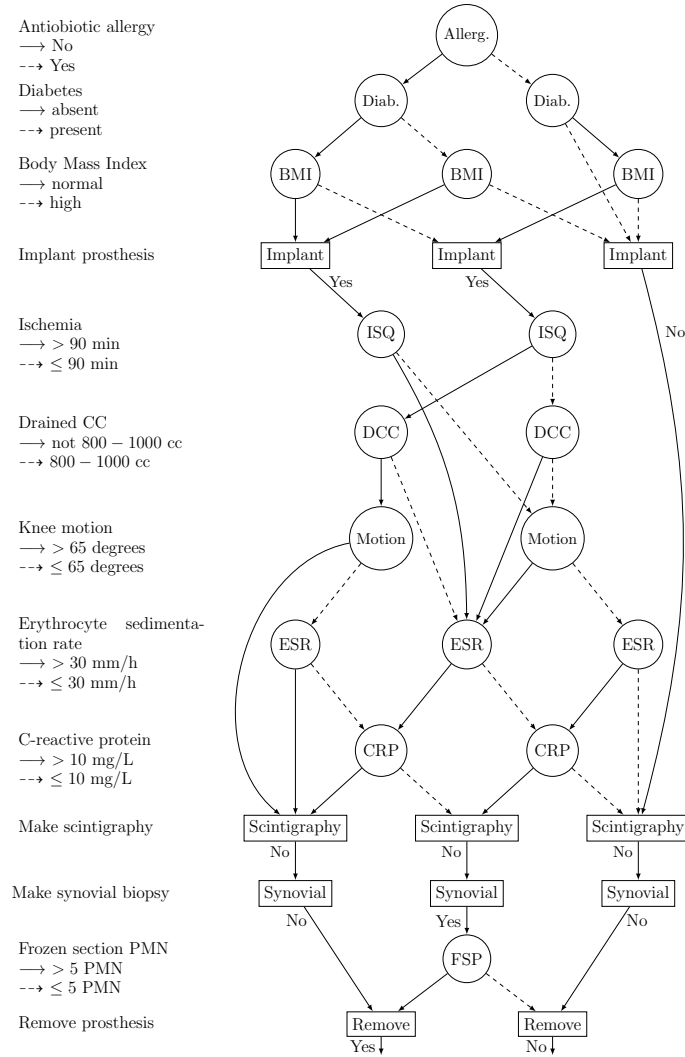 Antiobiotic allergy
⟶ No
⇢ Yes
Allerg.
Diabetes
⟶ absent
⇢ present
Diab.
Diab.
Body Mass Index
⟶ normal
⇢ high
BMI
BMI
BMI
Implant prosthesis
Implant
Implant
Implant
Yes
Yes
No
Ischemia
⟶ > 90 min
⇢ ≤ 90 min
ISQ
ISQ
Drained CC
⟶ not 800 − 1000 cc
⇢ 800 − 1000 cc
DCC
DCC
Knee motion
⟶ > 65 degrees
⇢ ≤ 65 degrees
Motion
Motion
Erythrocyte sedimenta-
tion rate
⟶ > 30 mm/h
⇢ ≤ 30 mm/h
ESR
ESR
ESR
C-reactive protein
⟶ > 10 mg/L
⇢ ≤ 10 mg/L
CRP
CRP
Make scintigraphy
Scintigraphy
Scintigraphy
Scintigraphy
No
No
No
Make synovial biopsy
Synovial
Synovial
Synovial
No
Yes
No
Frozen section PMN
⟶ > 5 PMN
⇢ ≤ 5 PMN
FSP
Remove prosthesis
Remove
Remove
Yes
No